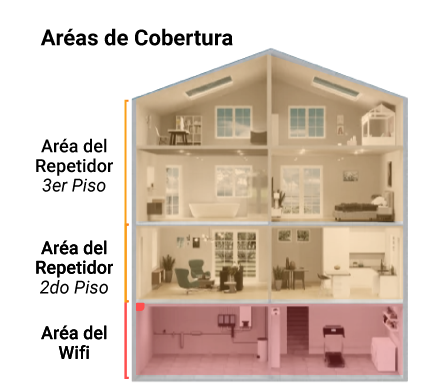 Aréas de Cobertura
Aréa del
Repetidor
3er Piso
Aréa del
Repetidor
2do Piso
Aréa del
Wifi